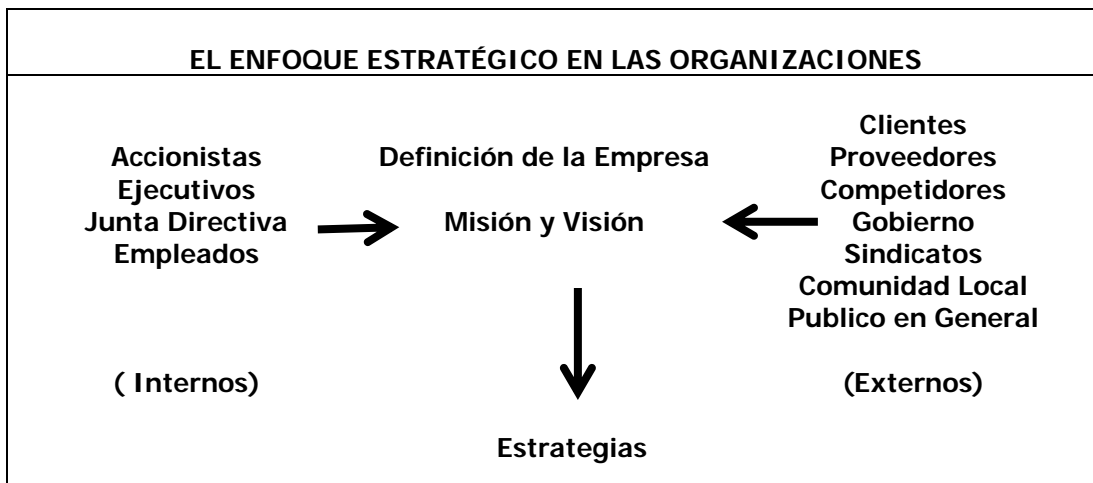 EL ENFOQUE ESTRATÉGICO EN LAS ORGANIZACIONES
Accionistas
Ejecutivos
Junta Directiva
Empleados
( Internos)
Definición de la Empresa
Misión y Visión
Estrategias
Clientes
Proveedores
Competidores
Gobierno
Sindicatos
Comunidad Local
Publico en General
(Externos)